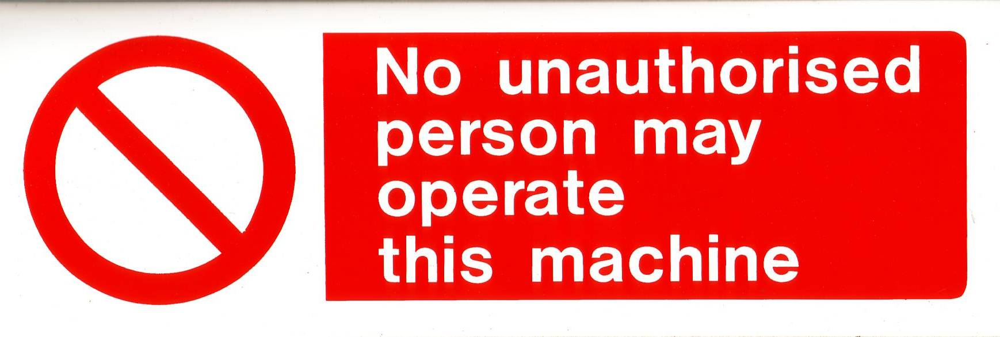 No unauthorised
person may
operate
this machine